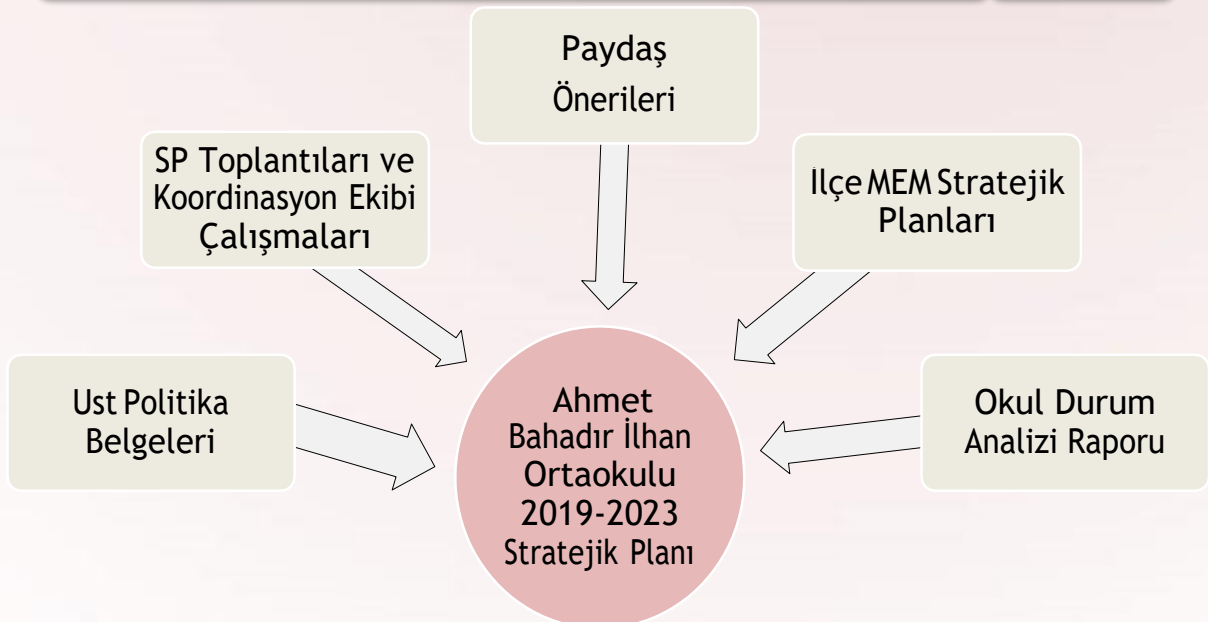 Paydaş
Önerileri
SP Toplantıları ve
Koordinasyon Ekibi
Çalışmaları
İlçe MEM Stratejik
Planları
Ust Politika
Belgeleri
Ahmet
Bahadır İlhan
Ortaokulu
2019-2023
Stratejik Planı
Okul Durum
Analizi Raporu